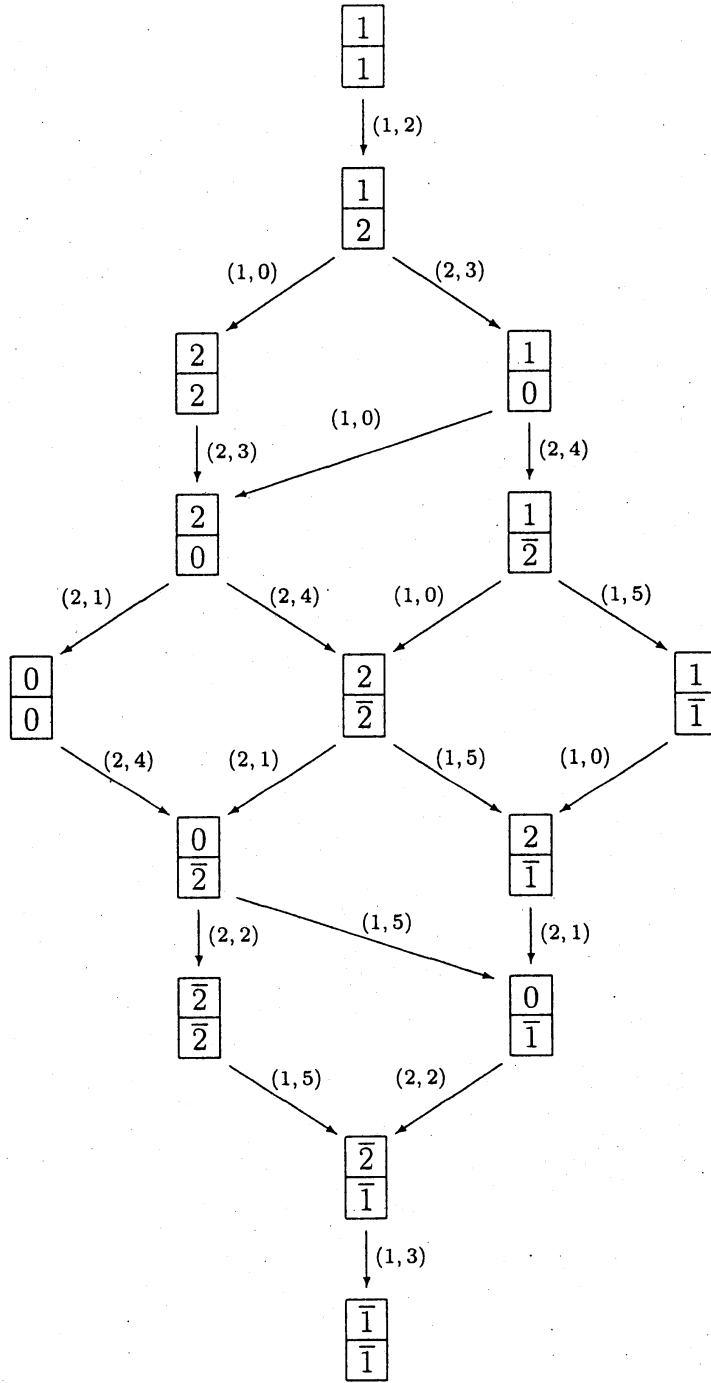 1
1
(1, 2)
1
2
(1, 0) (2, 3)
2 1
2 0
(1, 0)
(2, 3) (2, 4)
2 1
0 2̅
(2, 1) (2, 4) (1, 0) (1, 5)
0 2 1
0 2̅ 1̅
(2, 4) (2, 1) (1, 5) (1, 0)
0 2
2̅ 1̅
(2, 2) (1, 5) (2, 1)
2̅ 0
2̅ 1̅
(1, 5) (2, 2)
2̅
1̅
(1, 3)
1̅
1̅